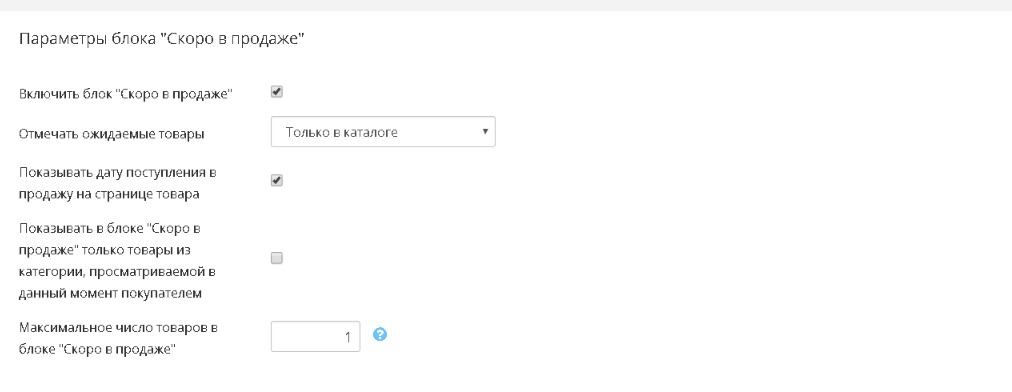 Параметры блока "Скоро в продаже"
Включить блок "Скоро в продаже"
Отмечать ожидаемые товары
Только в каталоге
Показывать дату поступления в
продажу на странице товара
Показывать в блоке "Скоро в
продаже" только товары из
категории, просматриваемой в
данный момент покупателем
Максимальное число товаров в
блоке "Скоро в продаже"
1
?